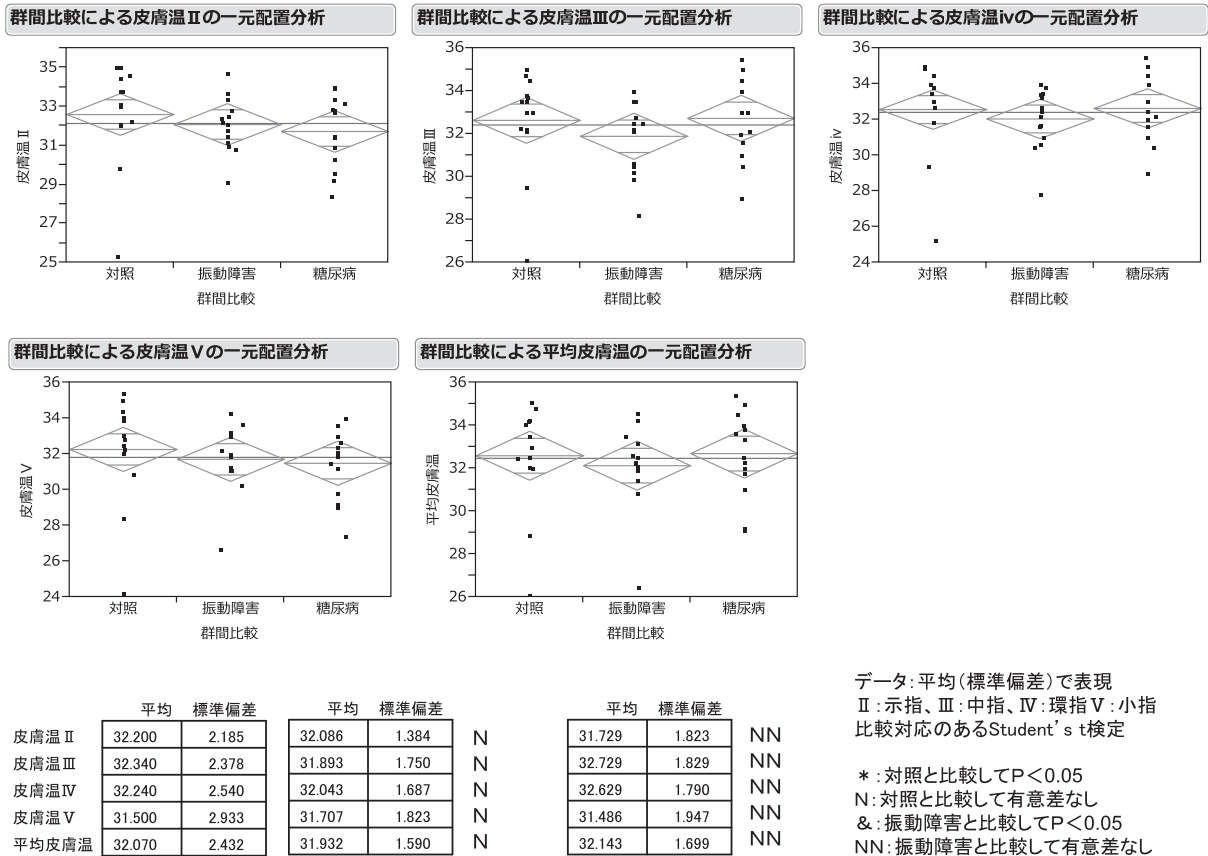 群間比較による皮膚温Ⅱの一元配置分析
35
33
31
29
27
25
皮膚温Ⅱ
対照 振動障害 糖尿病
群間比較
群間比較による皮膚温Ⅲの一元配置分析
36
34
32
30
28
26
皮膚温Ⅲ
対照 振動障害 糖尿病
群間比較
群間比較による皮膚温ivの一元配置分析
36
34
32
30
28
26
24
皮膚温iv
対照 振動障害 糖尿病
群間比較
群間比較による皮膚温Ⅴの一元配置分析
36
34
32
30
28
26
24
皮膚温Ⅴ
対照 振動障害 糖尿病
群間比較
群間比較による平均皮膚温の一元配置分析
36
34
32
30
28
26
平均皮膚温
対照 振動障害 糖尿病
群間比較
平均 標準偏差 平均 標準偏差 平均 標準偏差
皮膚温Ⅱ 32.200 2.185 32.086 1.384 N 31.729 1.823 NN
皮膚温Ⅲ 32.340 2.378 31.893 1.750 N 32.729 1.829 NN
皮膚温Ⅳ 32.240 2.540 32.043 1.687 N 32.629 1.790 NN
皮膚温Ⅴ 31.500 2.933 31.707 1.823 N 31.486 1.947 NN
平均皮膚温 32.070 2.432 31.932 1.590 N 32.143 1.699 NN
データ:平均(標準偏差)で表現
Ⅱ:示指、Ⅲ:中指、Ⅳ:環指Ⅴ:小指
比較対応のあるStudent's t検定
*:対照と比較してP<0.05
N:対照と比較して有意差なし
&:振動障害と比較してP<0.05
NN:振動障害と比較して有意差なし